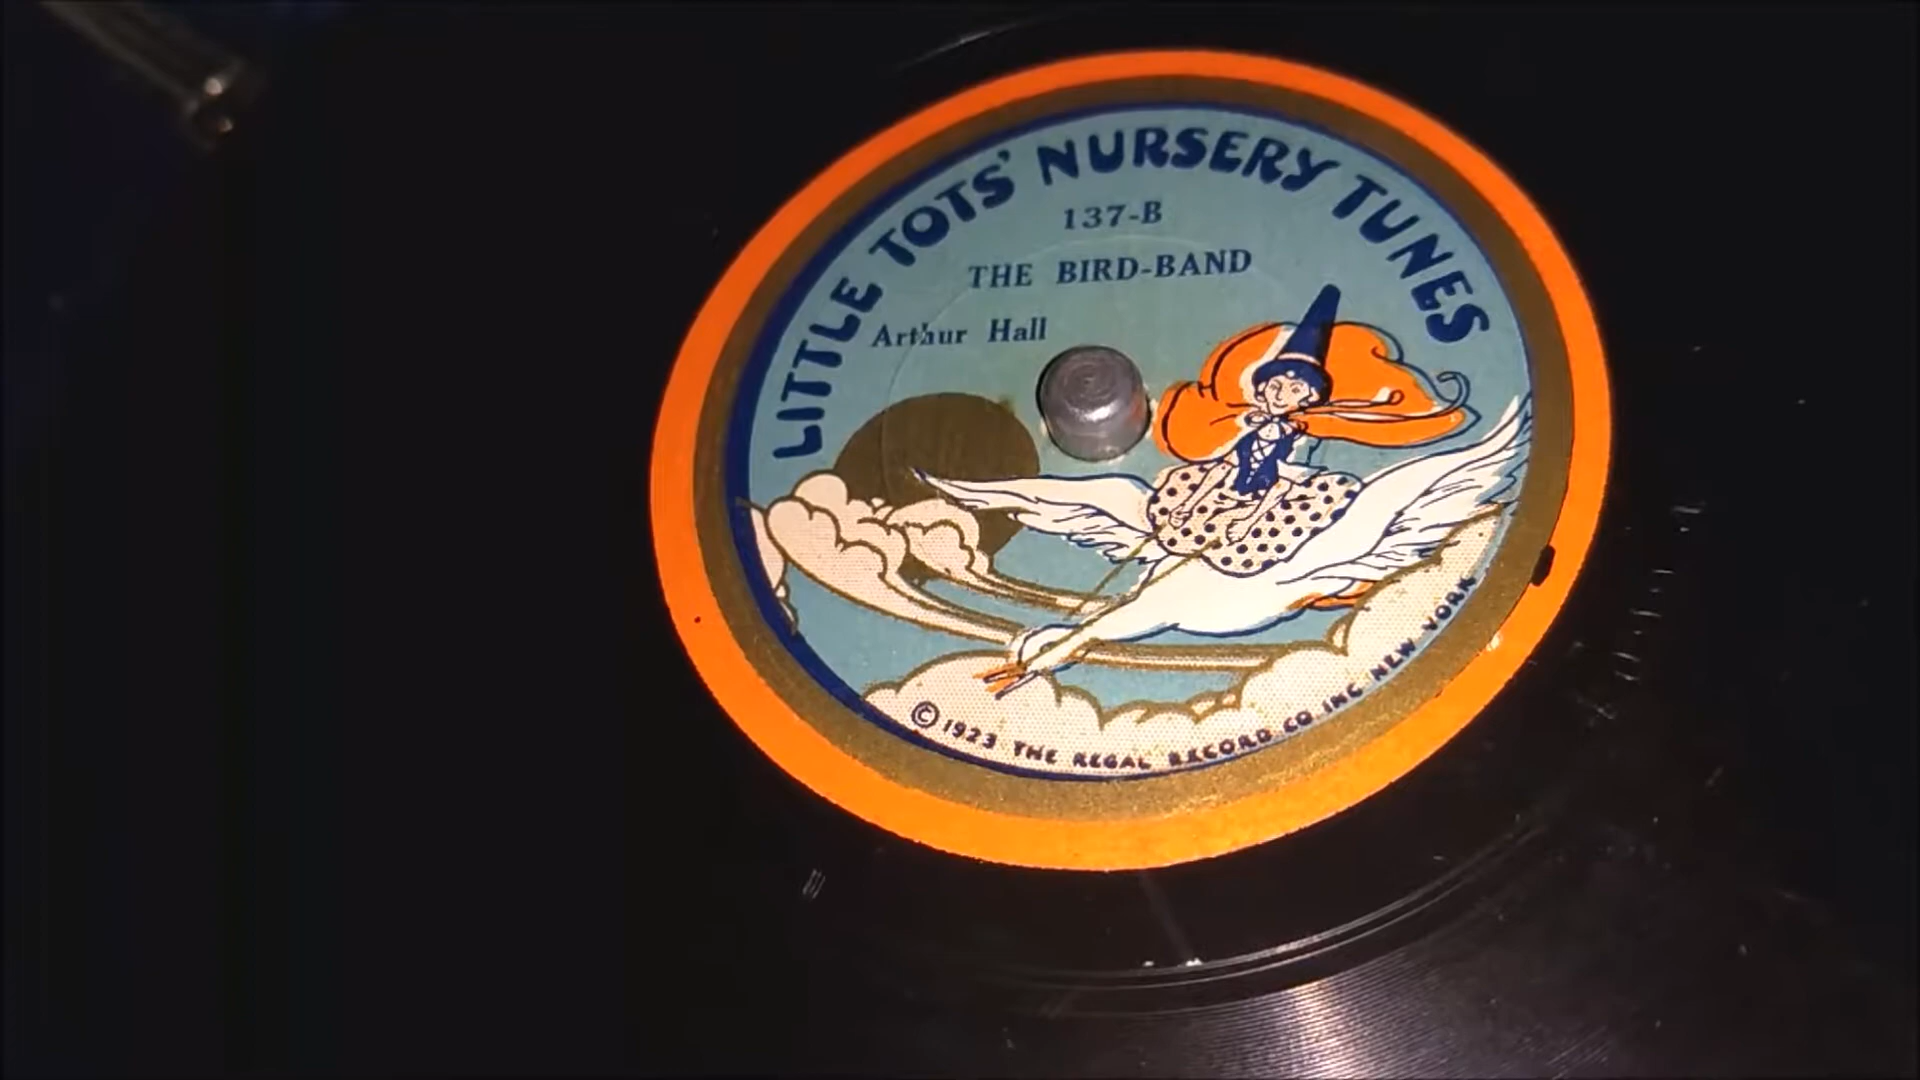 LITTLE TOTS' NURSERY TUNES
137-B
THE BIRD-BAND
Arthur Hall
© 1923 THE REGAL RECORD CO INC NEW YORK